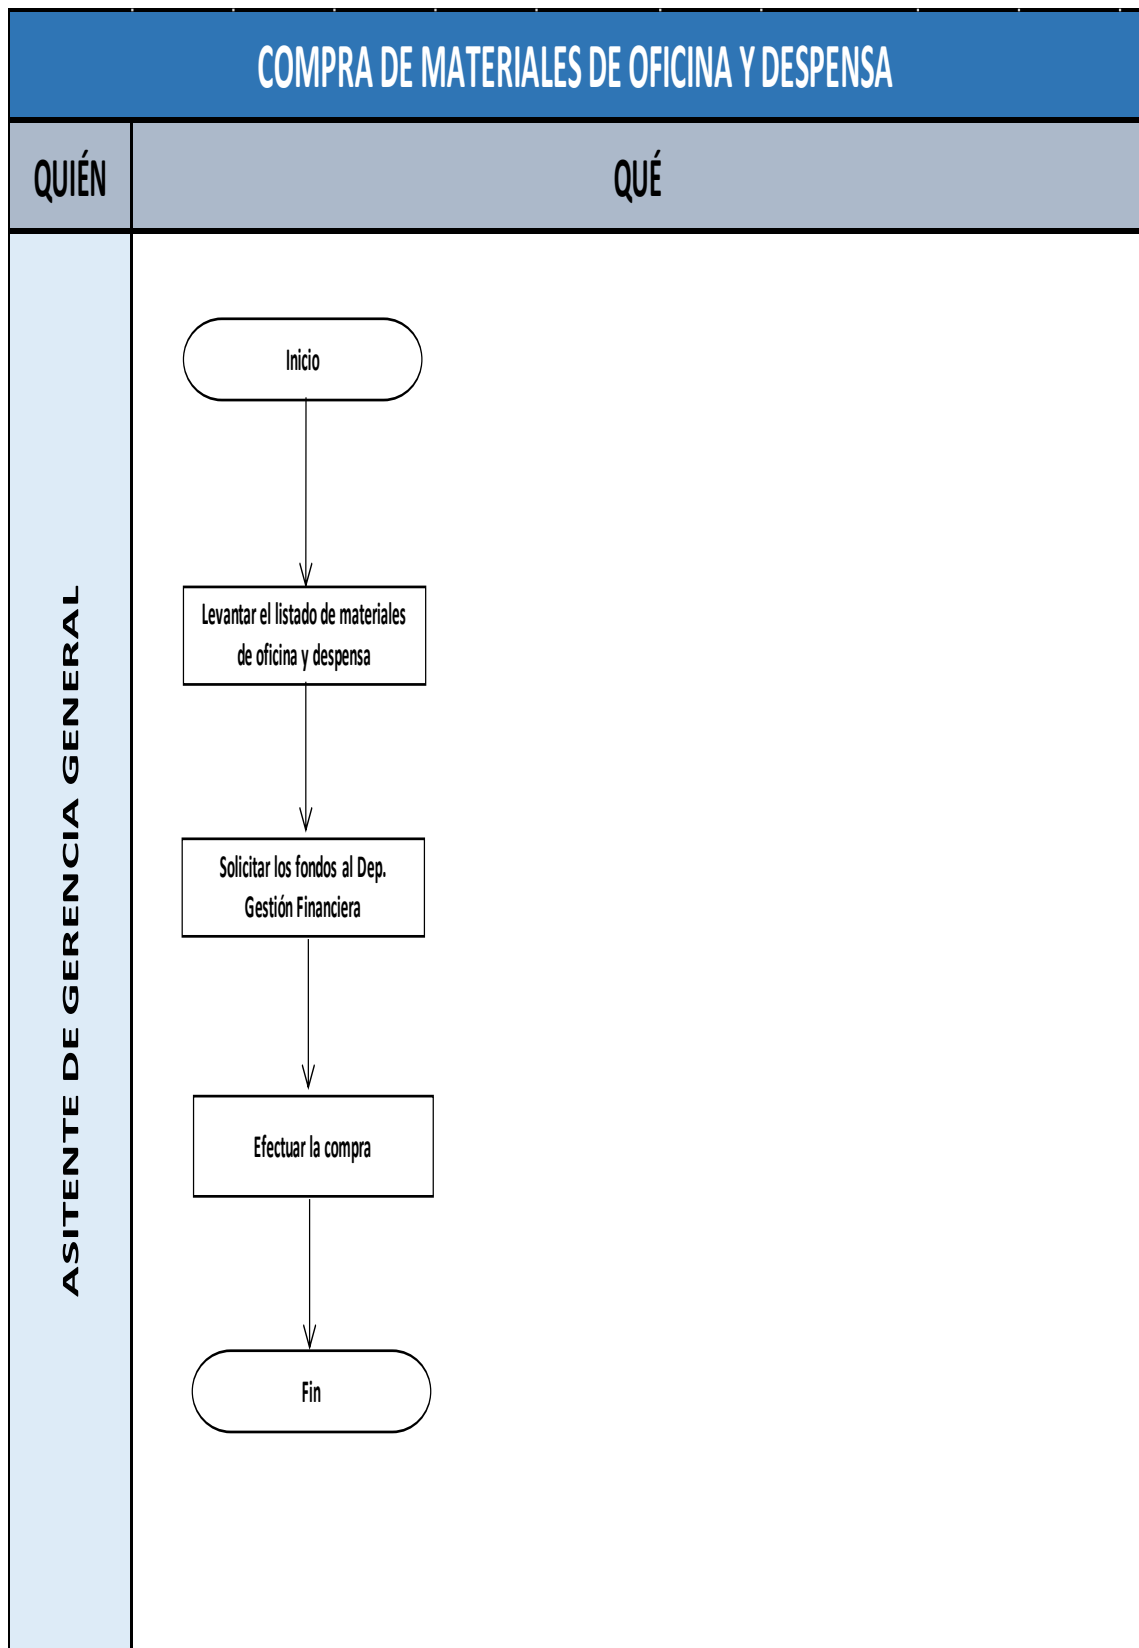 COMPRA DE MATERIALES DE OFICINA Y DESPENSA
QUIÉN
QUÉ
ASITENTE DE GERENCIA GENERAL
Inicio
Levantar el listado de materiales
de oficina y despensa
Solicitar los fondos al Dep.
Gestión Financiera
Efectuar la compra
Fin